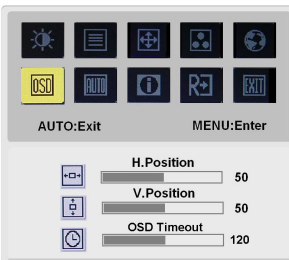 OSD AUTO i R EXIT
AUTO:Exit MENU:Enter
H.Position
50
V.Position
50
OSD Timeout
120